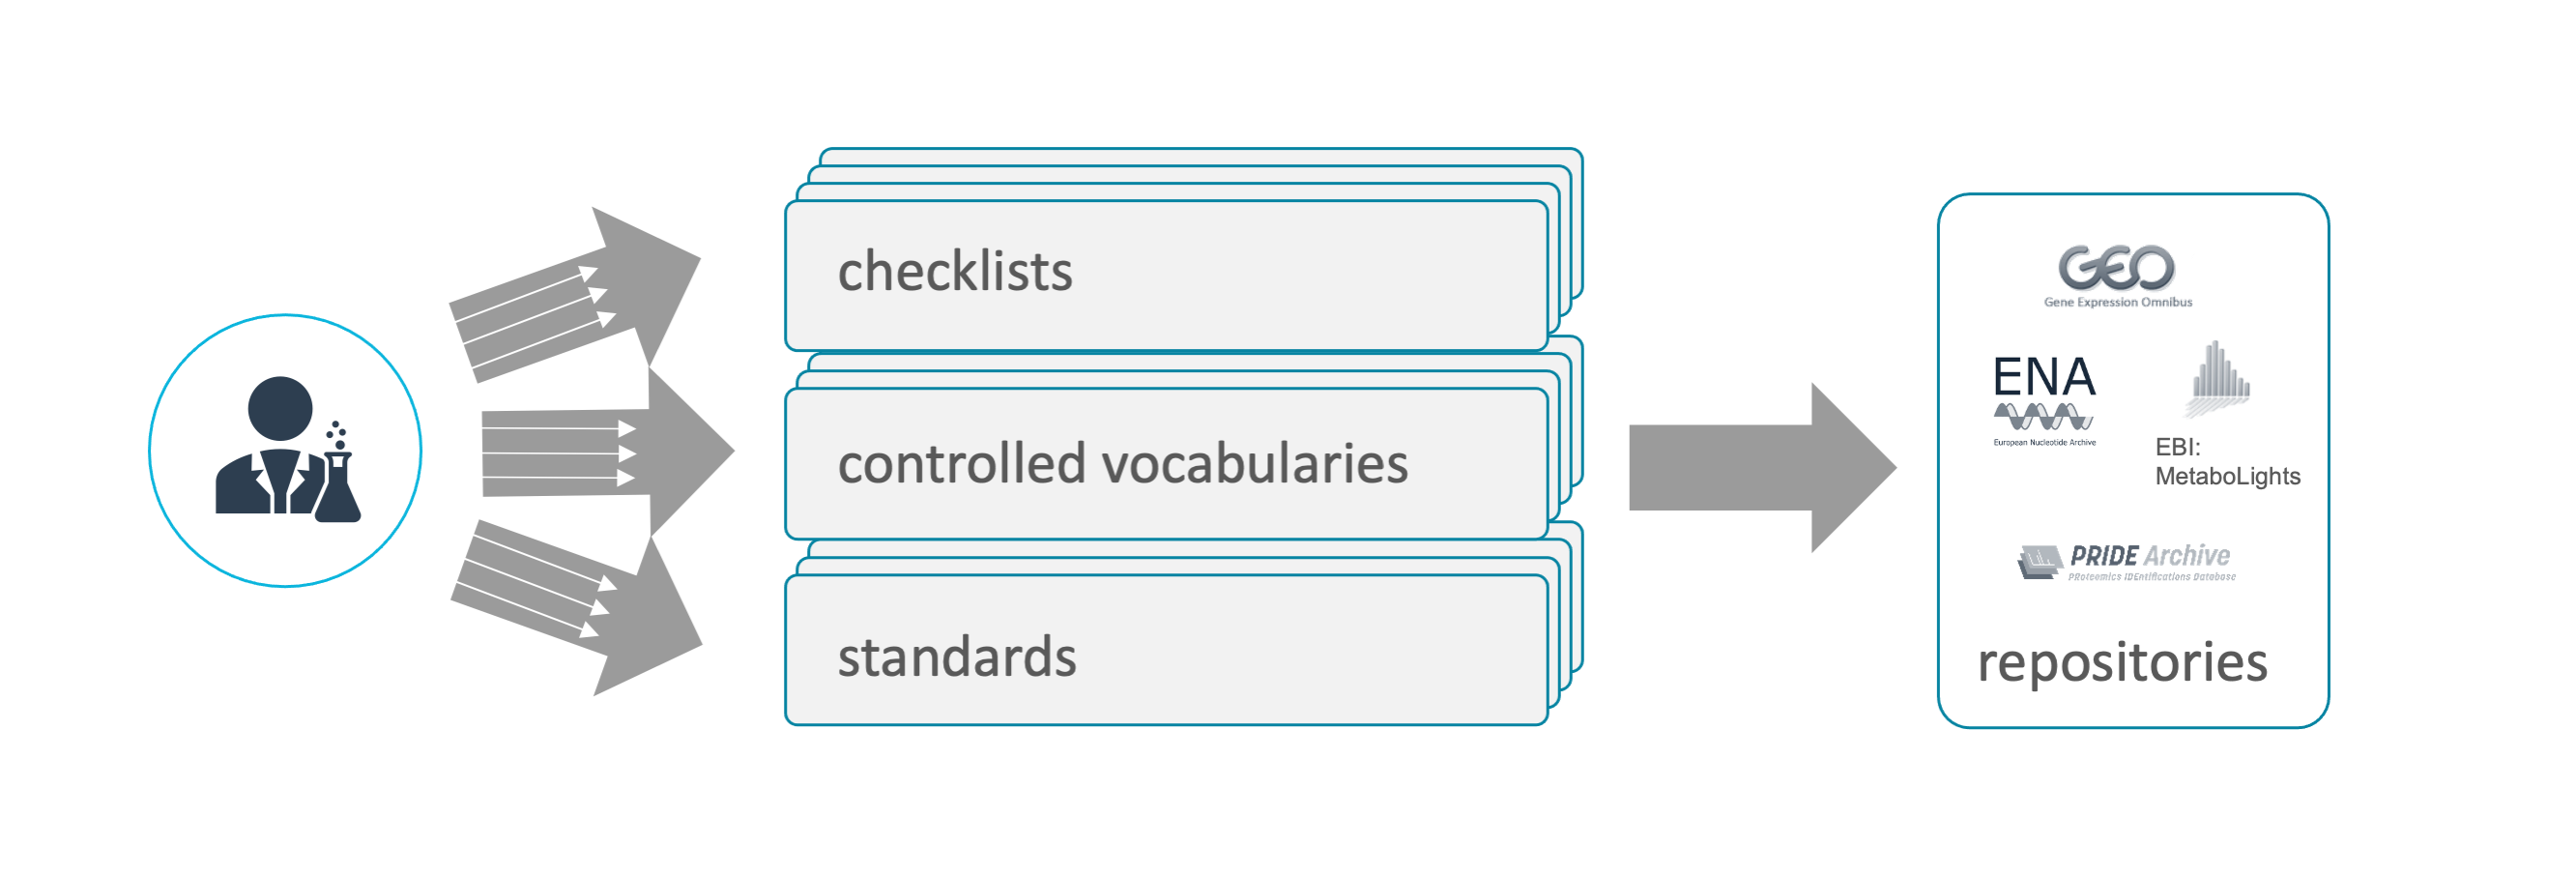 checklists
controlled vocabularies
standards
GEO
Gene Expression Omnibus
ENA
European Nucleotide Archive
EBI:
MetaboLights
PRIDE Archive
PRoteomics IDEntifications Database
repositories